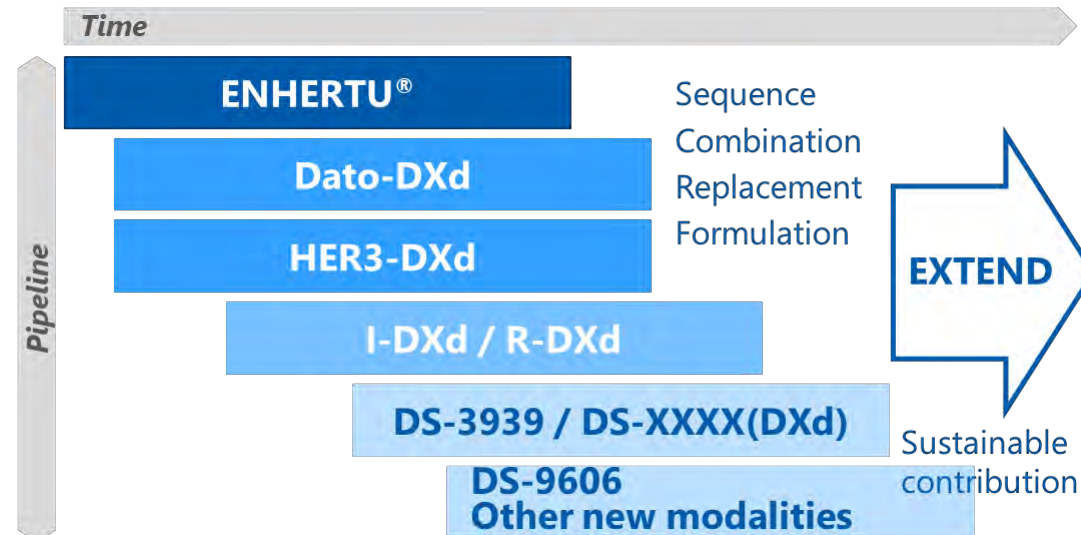 Time
Pipeline
ENHERTU®
Dato-DXd
HER3-DXd
I-DXd / R-DXd
DS-3939 / DS-XXXX(DXd)
DS-9606
Other new modalities
Sequence
Combination
Replacement
Formulation
EXTEND
Sustainable
contribution